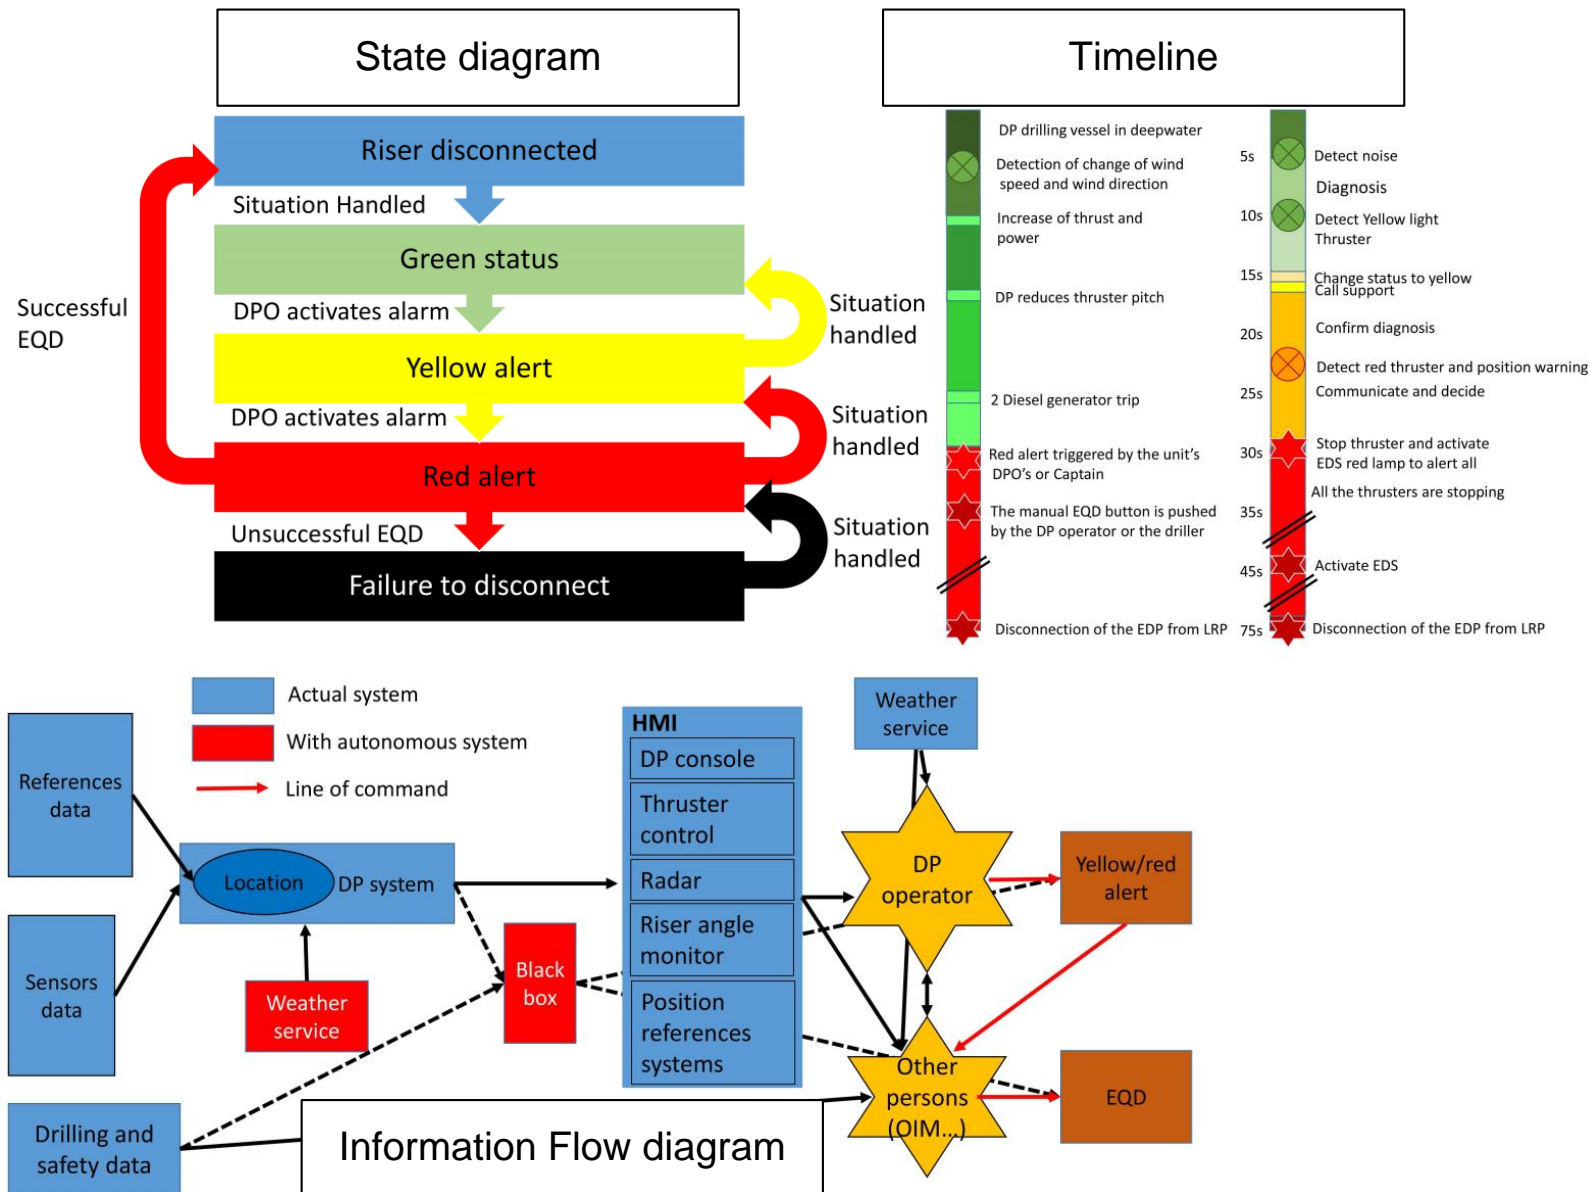 State diagram
Riser disconnected
Situation Handled
Green status
DPO activates alarm
Yellow alert
DPO activates alarm
Red alert
Unsuccessful EQD
Failure to disconnect
Successful
EQD
Situation
handled
Situation
handled
Situation
handled
Timeline
DP drilling vessel in deepwater
Detection of change of wind
speed and wind direction
Increase of thrust and
power
DP reduces thruster pitch
2 Diesel generator trip
Red alert triggered by the unit's
DPO's or Captain
The manual EQD button is pushed
by the DP operator or the driller
Disconnection of the EDP from LRP
5s
Detect noise
Diagnosis
10s
Detect Yellow light
Thruster
15s
Change status to yellow
Call support
20s
Confirm diagnosis
Detect red thruster and position warning
25s
Communicate and decide
30s
Stop thruster and activate
EDS red lamp to alert all
All the thrusters are stopping
35s
45s
Activate EDS
75s
Disconnection of the EDP from LRP
Actual system
With autonomous system
Line of command
References
data
Sensors
data
Drilling and
safety data
Location
DP system
Weather
service
Black
box
HMI
DP console
Thruster
control
Radar
Riser angle
monitor
Position
references
systems
Weather
service
DP
operator
Yellow/red
alert
Other
persons
(OIM...)
EQD
Information Flow diagram